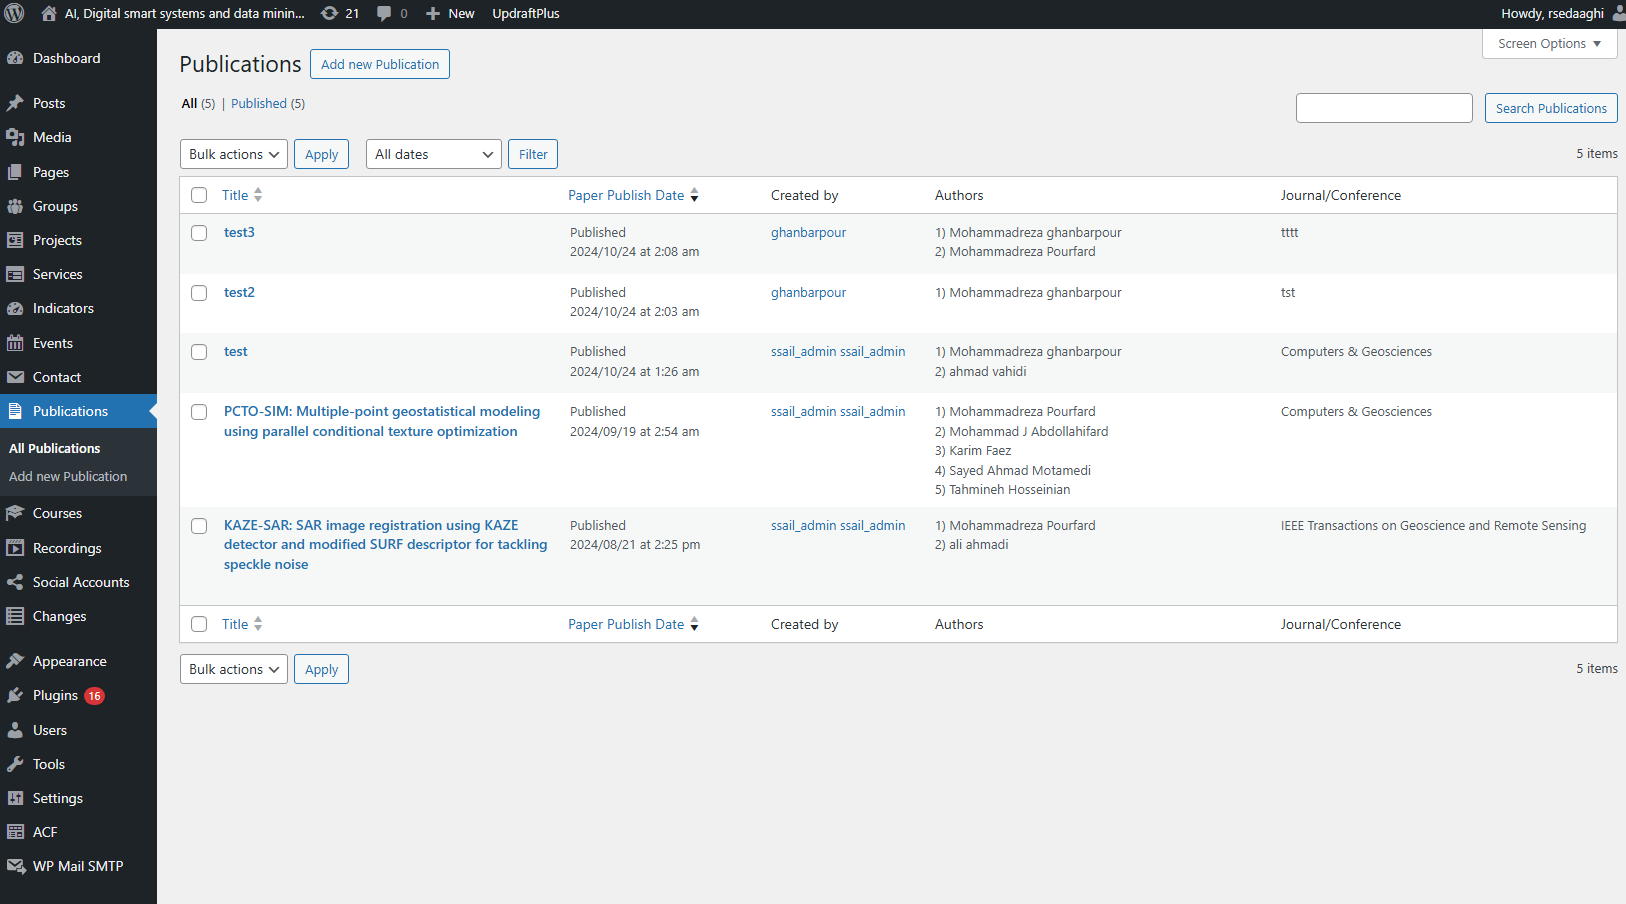 AI, Digital smart systems and data minin... 21 0 New UpdraftPlus Howdy, rsedaaghi
Screen Options
Dashboard
Posts
Media
Pages
Groups
Projects
Services
Indicators
Events
Contact
Publications
All Publications
Add new Publication
Courses
Recordings
Social Accounts
Changes
Appearance
Plugins 16
Users
Tools
Settings
ACF
WP Mail SMTP
Publications Add new Publication
All (5) | Published (5)
Search Publications
Bulk actions Apply All dates Filter 5 items
Title Paper Publish Date Created by Authors Journal/Conference
test3 Published ghanbarpour 1) Mohammadreza ghanbarpour tttt
2024/10/24 at 2:08 am 2) Mohammadreza Pourfard
test2 Published ghanbarpour 1) Mohammadreza ghanbarpour tst
2024/10/24 at 2:03 am
test Published ssail_admin ssail_admin 1) Mohammadreza ghanbarpour Computers & Geosciences
2024/10/24 at 1:26 am 2) ahmad vahidi
PCTO-SIM: Multiple-point geostatistical modeling Published ssail_admin ssail_admin 1) Mohammadreza Pourfard Computers & Geosciences
using parallel conditional texture optimization 2024/09/19 at 2:54 am 2) Mohammad J Abdollahifard
3) Karim Faez
4) Sayed Ahmad Motamedi
5) Tahmineh Hosseinian
KAZE-SAR: SAR image registration using KAZE Published ssail_admin ssail_admin 1) Mohammadreza Pourfard IEEE Transactions on Geoscience and Remote Sensing
detector and modified SURF descriptor for tackling 2024/08/21 at 2:25 pm 2) ali ahmadi
speckle noise
Title Paper Publish Date Created by Authors Journal/Conference
Bulk actions Apply 5 items